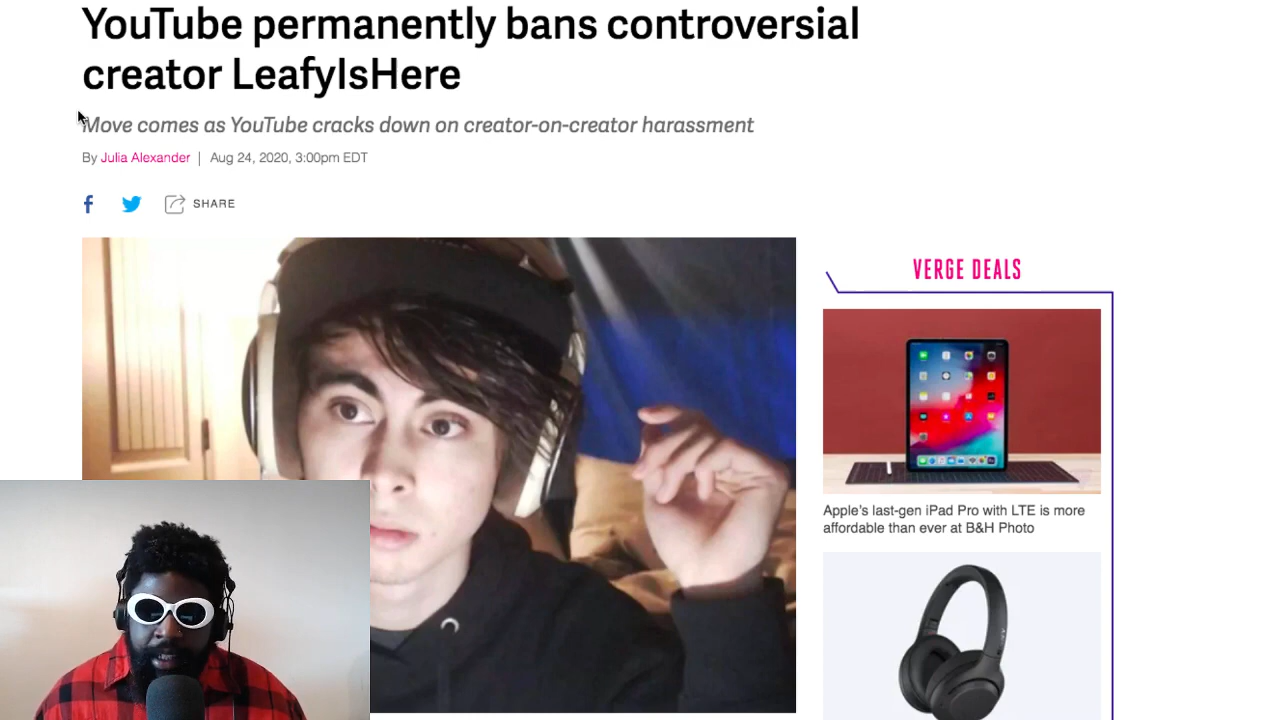 YouTube permanently bans controversial
creator LeafyIsHere
Move comes as YouTube cracks down on creator-on-creator harassment
By Julia Alexander | Aug 24, 2020, 3:00pm EDT
SHARE
VERGE DEALS
Apple's last-gen iPad Pro with LTE is more
affordable than ever at B&H Photo